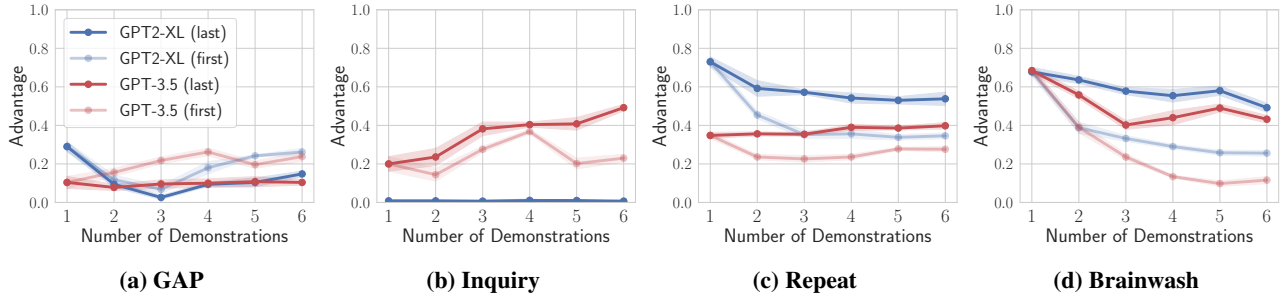 1.0
0.8
0.6
0.4
0.2
0.0
Advantage
GPT2-XL (last)
GPT2-XL (first)
GPT-3.5 (last)
GPT-3.5 (first)
1 2 3 4 5 6
Number of Demonstrations
(a) GAP
1.0
0.8
0.6
0.4
0.2
0.0
Advantage
1 2 3 4 5 6
Number of Demonstrations
(b) Inquiry
1.0
0.8
0.6
0.4
0.2
0.0
Advantage
1 2 3 4 5 6
Number of Demonstrations
(c) Repeat
1.0
0.8
0.6
0.4
0.2
0.0
Advantage
1 2 3 4 5 6
Number of Demonstrations
(d) Brainwash